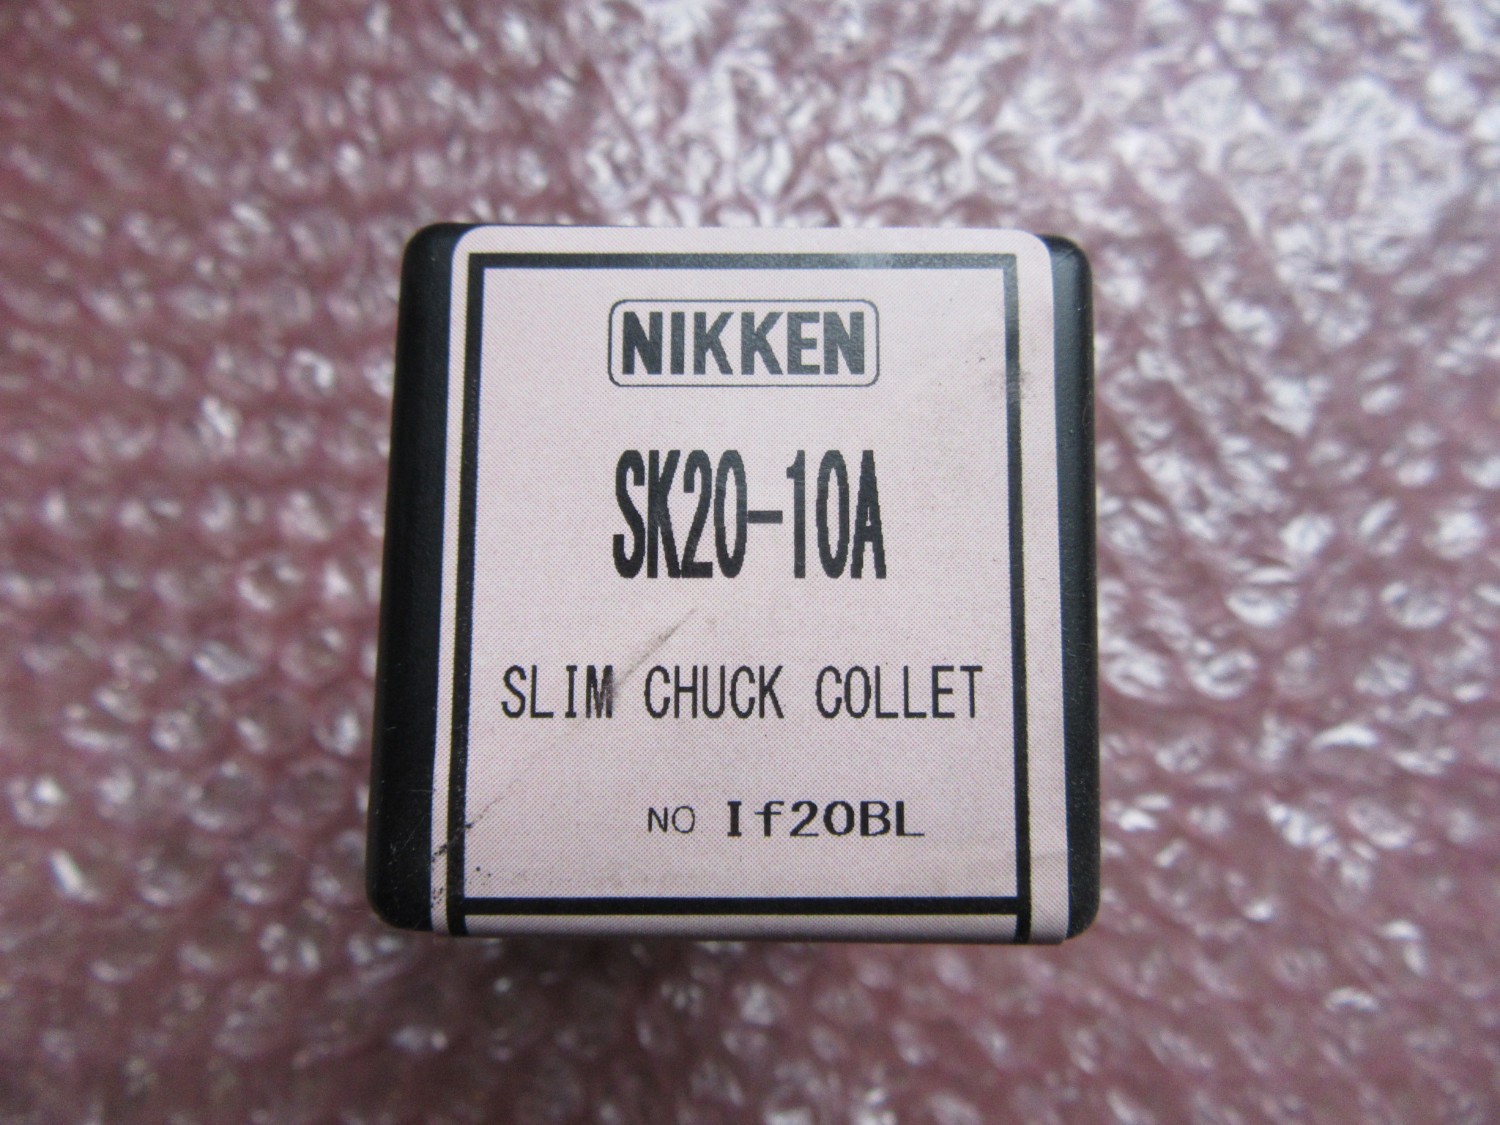 NIKKEN
SK20-10A
SLIM CHUCK COLLET
NO If20BL